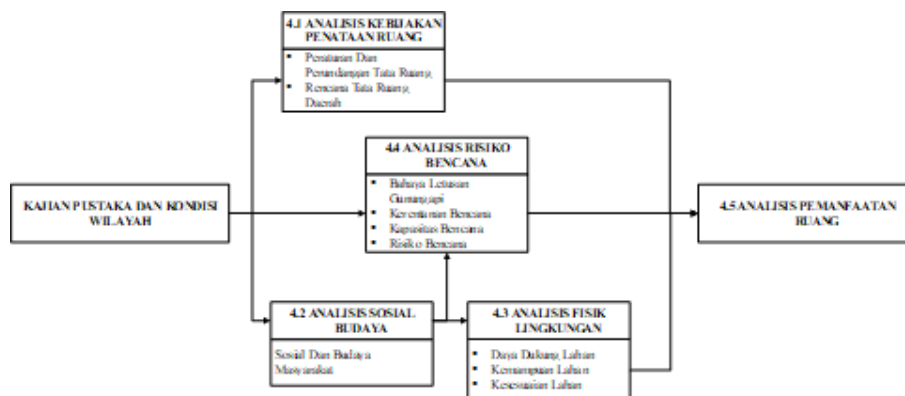 4.1 ANALISIS KEBIJAKAN
PENATAAN RUANG
▪ Peraturan Dan
Perundangan Tata Ruang
▪ Rencana Tata Ruang
Daerah
4.4 ANALISIS RISIKO
BENCANA
▪ Bahaya Letusan
Gunungapi
▪ Kerentanan Bencana
▪ Kapasitas Bencana
▪ Risiko Bencana
KAJIAN PUSTAKA DAN KONDISI
WILAYAH
4.5 ANALISIS PEMANFAATAN
RUANG
4.2 ANALISIS SOSIAL
BUDAYA
Sosial Dan Budaya
Masyarakat
4.3 ANALISIS FISIK
LINGKUNGAN
▪ Daya Dukung Lahan
▪ Kemampuan Lahan
▪ Kesesuaian Lahan